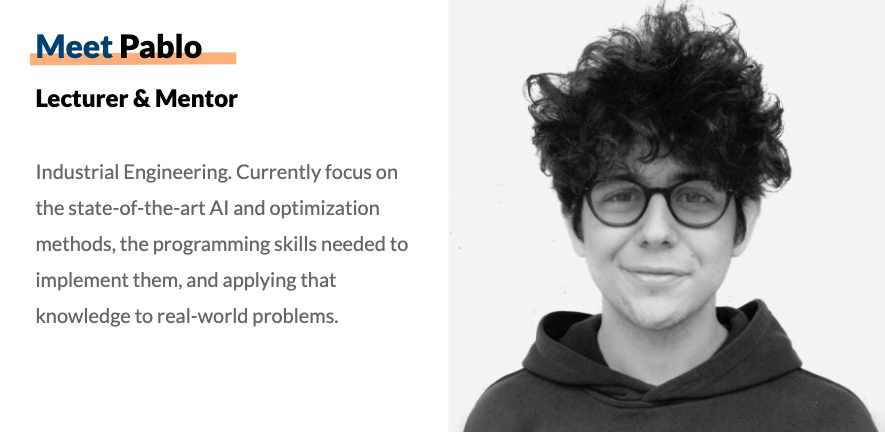 Meet Pablo
Lecturer & Mentor
Industrial Engineering. Currently focus on
the state-of-the-art AI and optimization
methods, the programming skills needed to
implement them, and applying that
knowledge to real-world problems.